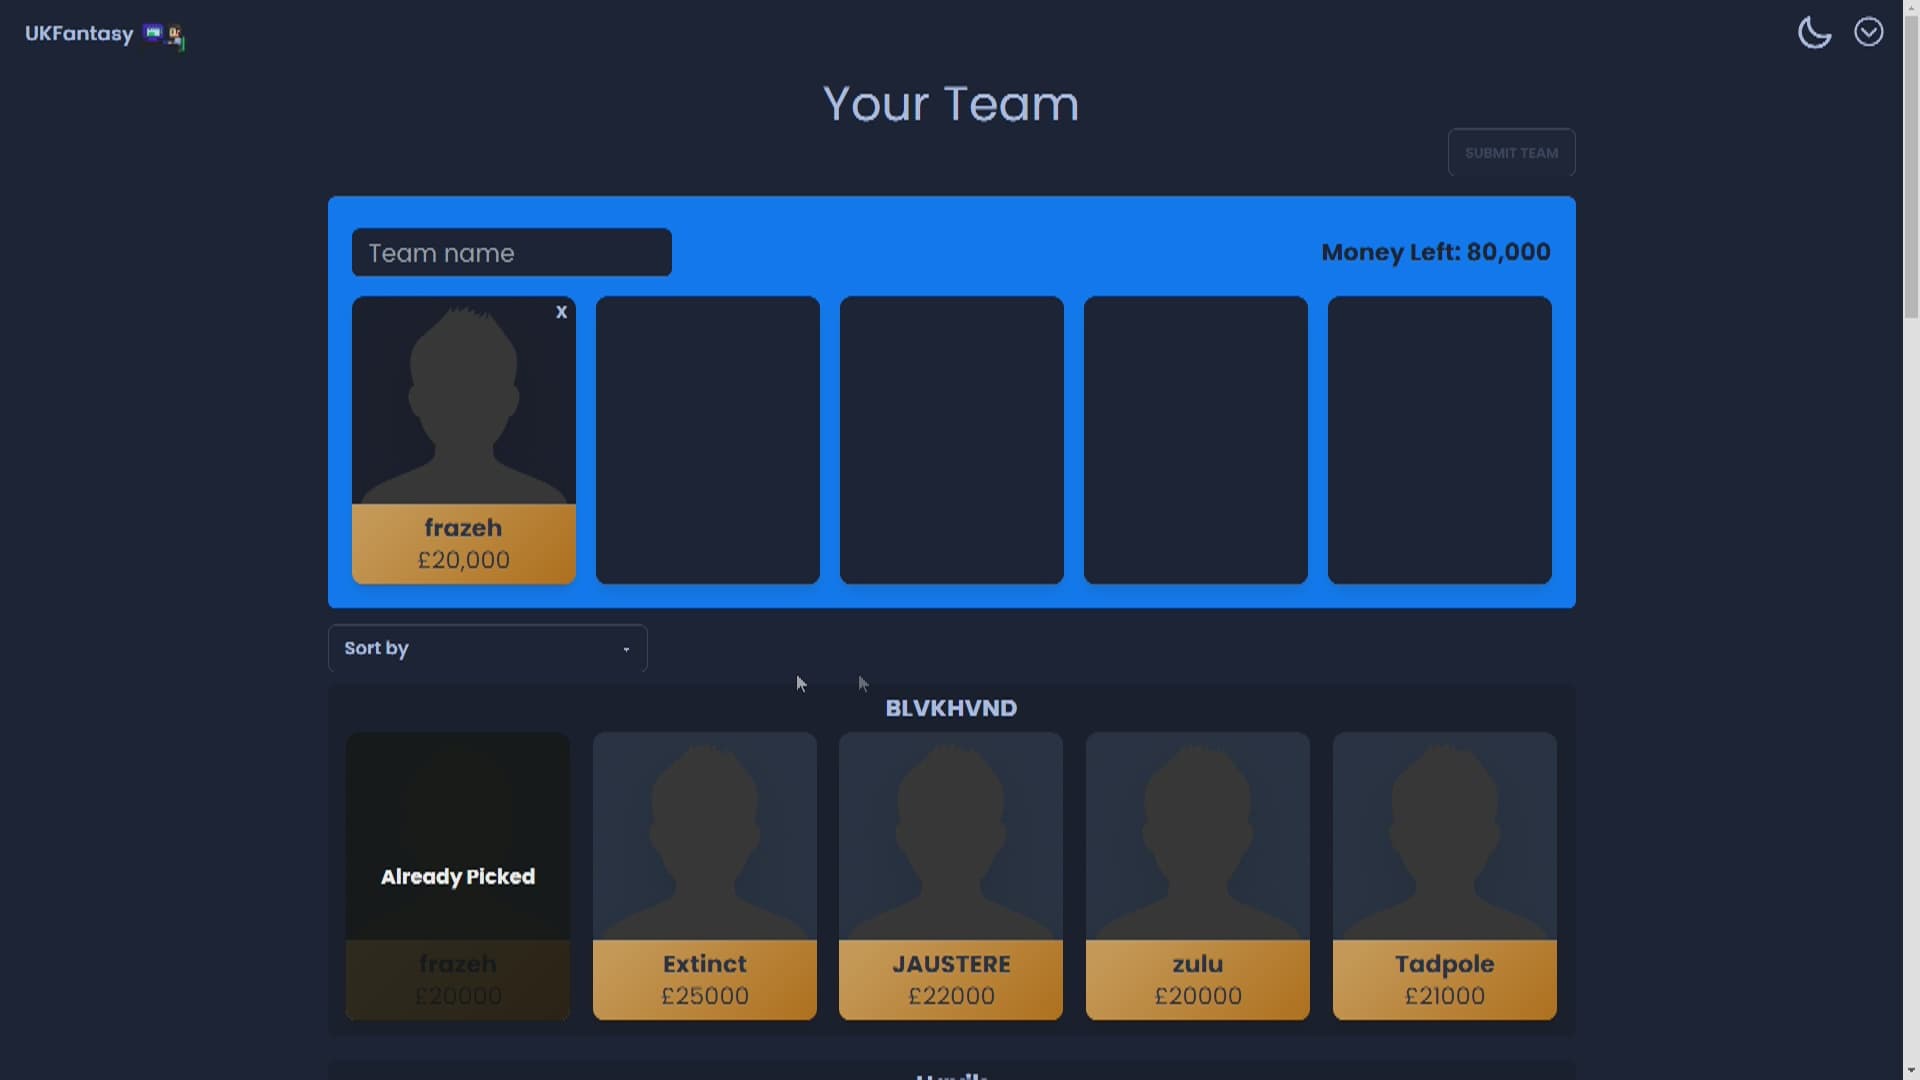 UKFantasy
Your Team
SUBMIT TEAM
Team name
Money Left: 80,000
X
frazeh
£20,000
Sort by
BLVKHVND
Already Picked
frazeh
£20000
Extinct
£25000
JAUSTERE
£22000
zulu
£20000
Tadpole
£21000